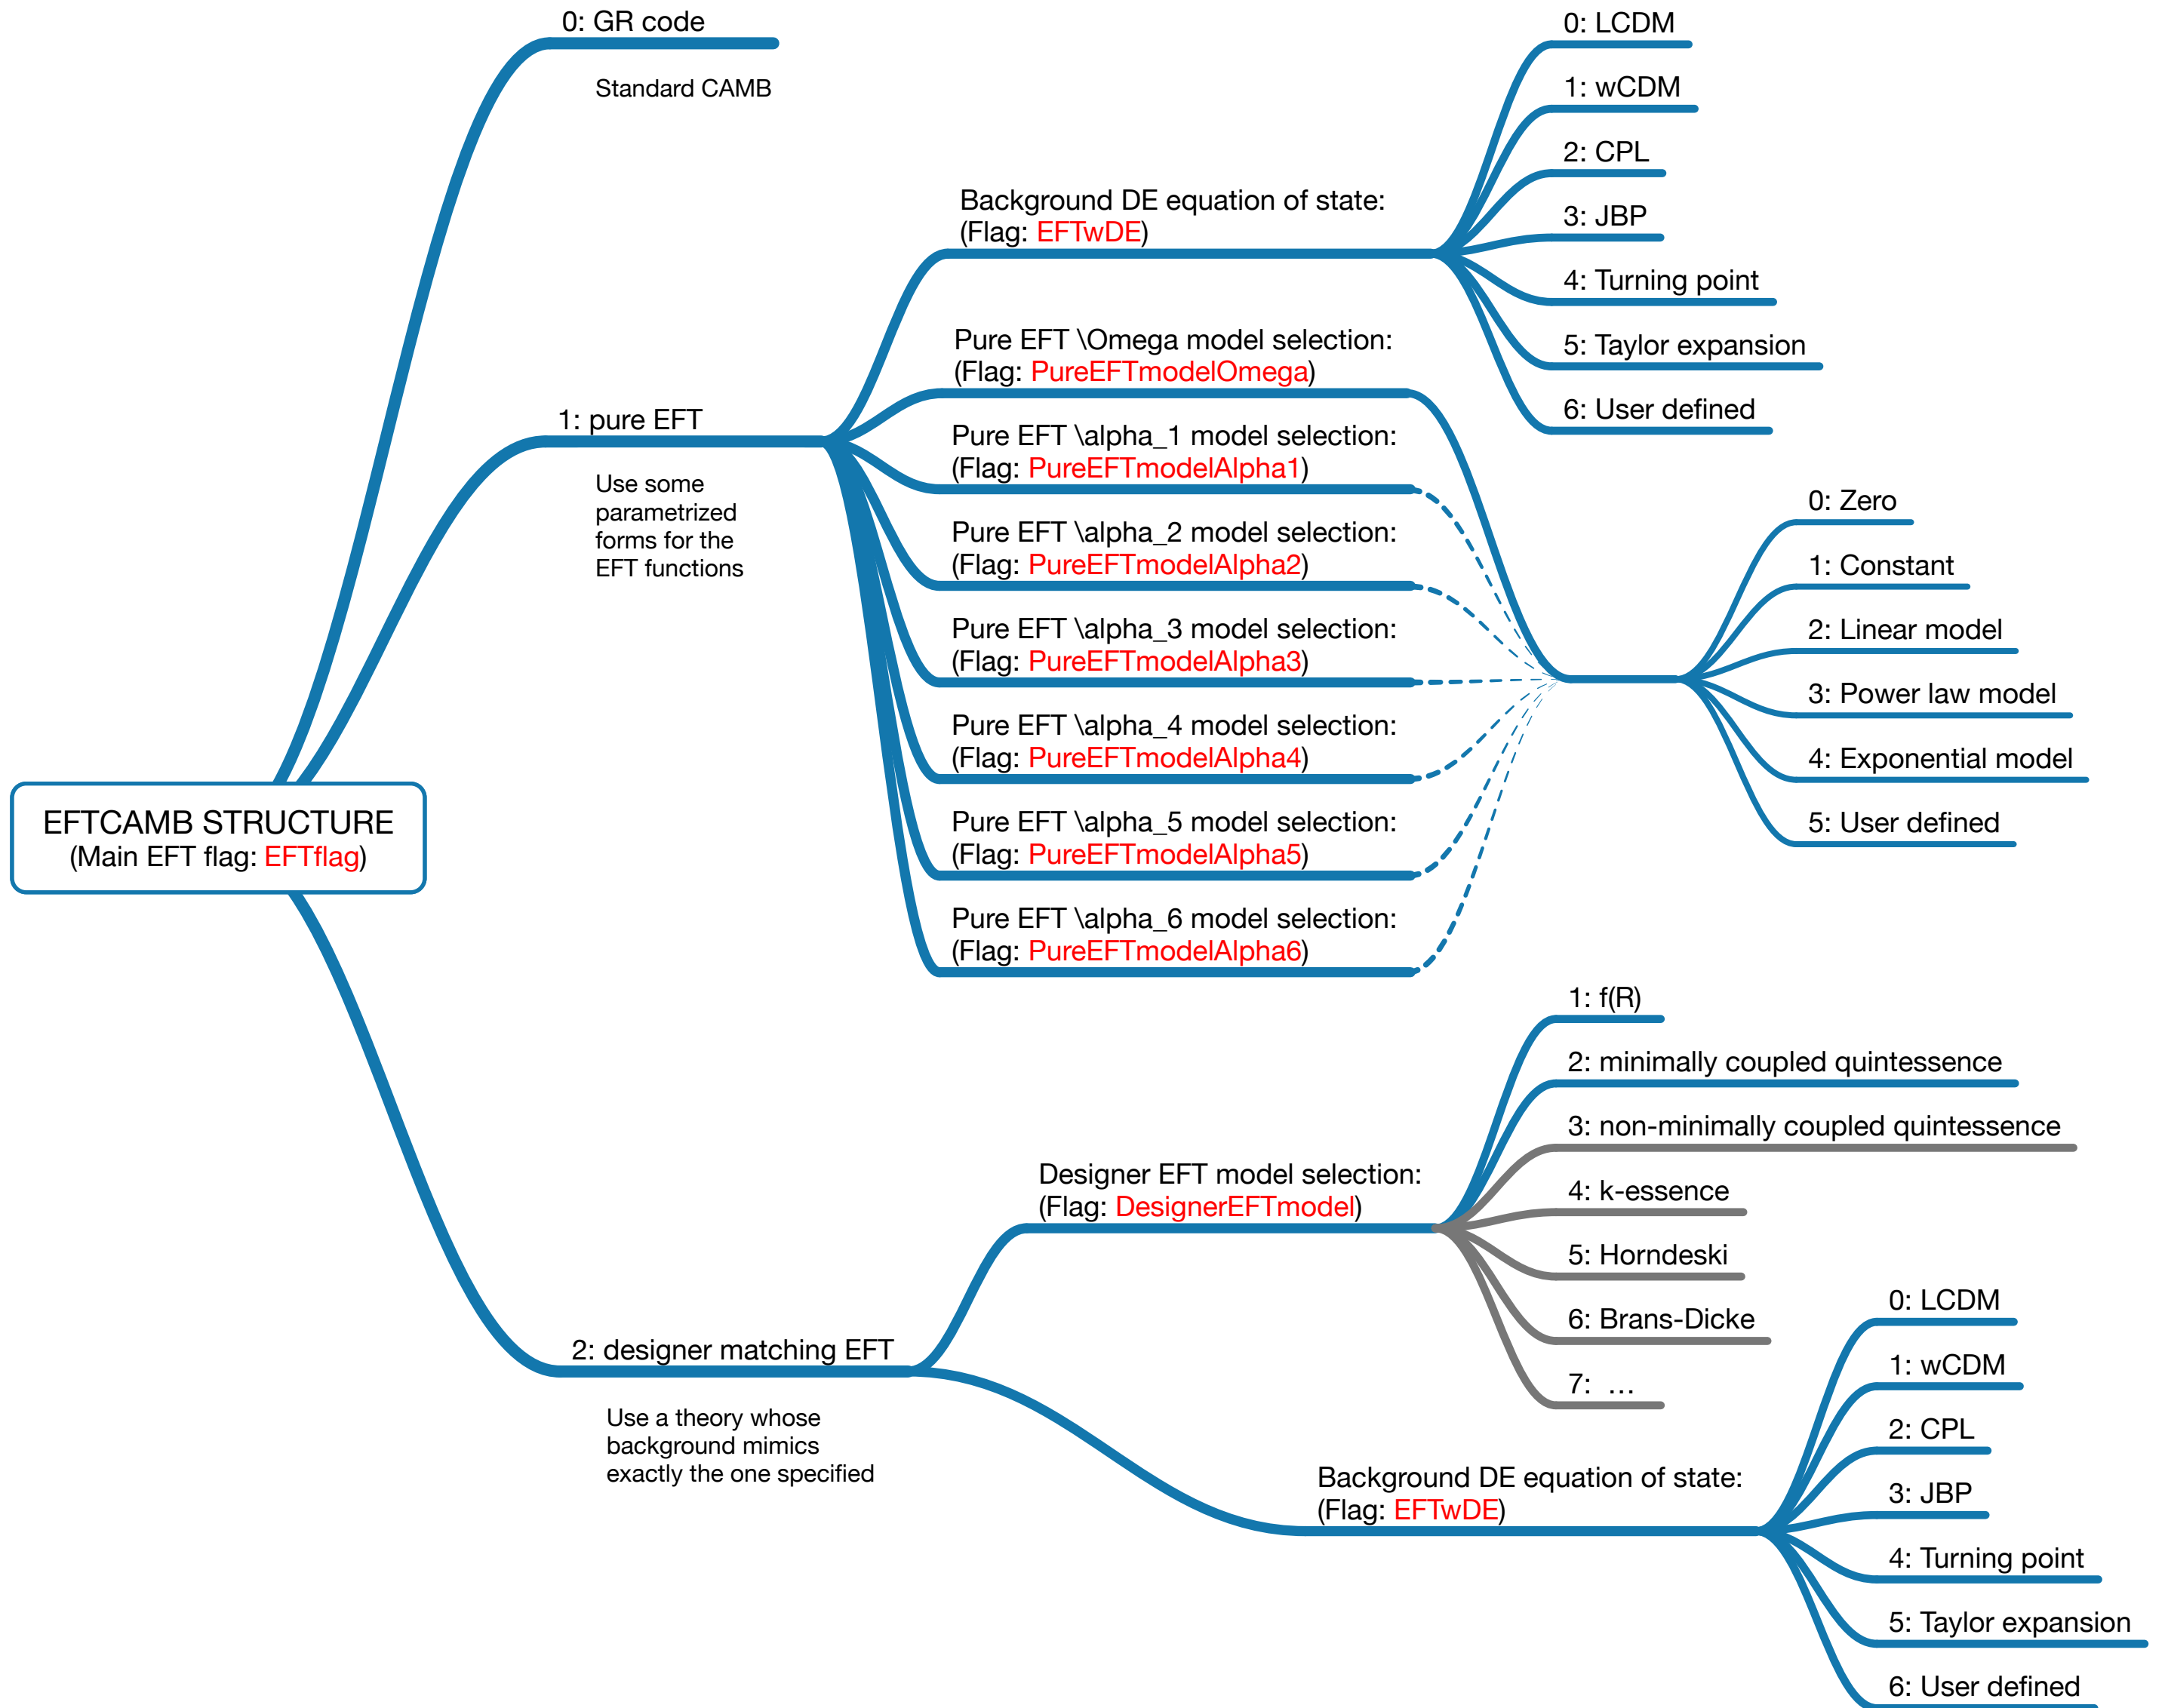 0: GR code
Standard CAMB
0: LCDM
1: wCDM
2: CPL
3: JBP
4: Turning point
5: Taylor expansion
6: User defined
Background DE equation of state:
(Flag: EFTwDE)
Pure EFT \Omega model selection:
(Flag: PureEFTmodelOmega)
1: pure EFT
Use some
parametrized
forms for the
EFT functions
Pure EFT \alpha_1 model selection:
(Flag: PureEFTmodelAlpha1)
Pure EFT \alpha_2 model selection:
(Flag: PureEFTmodelAlpha2)
Pure EFT \alpha_3 model selection:
(Flag: PureEFTmodelAlpha3)
Pure EFT \alpha_4 model selection:
(Flag: PureEFTmodelAlpha4)
Pure EFT \alpha_5 model selection:
(Flag: PureEFTmodelAlpha5)
Pure EFT \alpha_6 model selection:
(Flag: PureEFTmodelAlpha6)
0: Zero
1: Constant
2: Linear model
3: Power law model
4: Exponential model
5: User defined
EFTCAMB STRUCTURE
(Main EFT flag: EFTflag)
1: f(R)
2: minimally coupled quintessence
3: non-minimally coupled quintessence
4: k-essence
5: Horndeski
6: Brans-Dicke
7: ...
Designer EFT model selection:
(Flag: DesignerEFTmodel)
2: designer matching EFT
Use a theory whose
background mimics
exactly the one specified
Background DE equation of state:
(Flag: EFTwDE)
0: LCDM
1: wCDM
2: CPL
3: JBP
4: Turning point
5: Taylor expansion
6: User defined